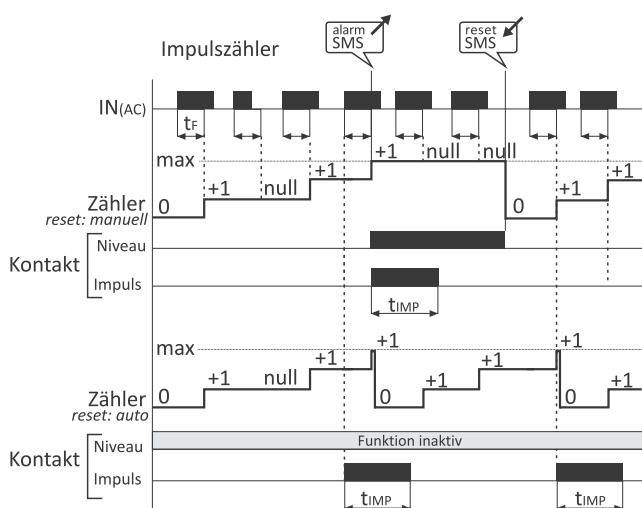 Impulszähler
alarm
SMS
reset
SMS
IN(AC)
tF
max
+1 null null
+1
+1 null
0
0 +1 +1
Zähler
reset: manuell
Kontakt
Niveau
Impuls
tIMP
max
+1 +1
+1 +1
+1 null +1
0 0 0 +1
Zähler
reset: auto
Kontakt
Niveau
Funktion inaktiv
Impuls
tIMP tIMP